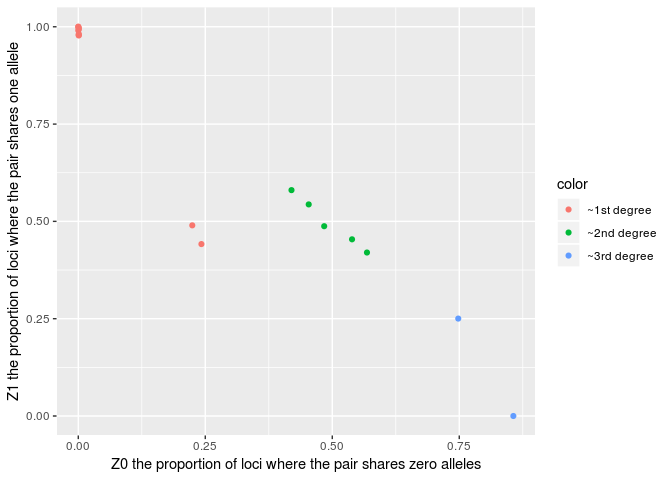 1.00
0.75
0.50
0.25
0.00
Z1 the proportion of loci where the pair shares one allele
0.00 0.25 0.50 0.75
Z0 the proportion of loci where the pair shares zero alleles
color
~1st degree
~2nd degree
~3rd degree